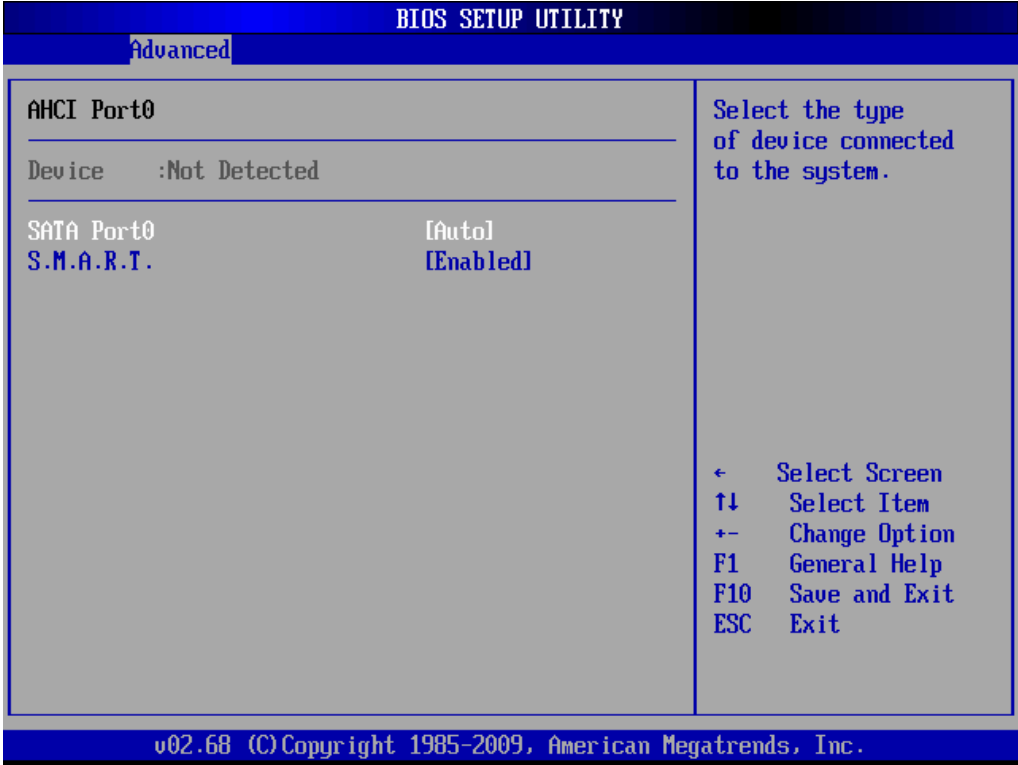 BIOS SETUP UTILITY
Advanced
AHCI Port0
Device :Not Detected
SATA Port0 [Auto]
S.M.A.R.T. [Enabled]
Select the type
of device connected
to the system.
← Select Screen
↑↓ Select Item
+- Change Option
F1 General Help
F10 Save and Exit
ESC Exit
v02.68 (C)Copyright 1985-2009, American Megatrends, Inc.